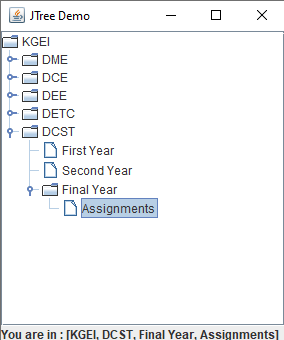 JTree Demo
KGEI
DME
DCE
DEE
DETC
DCST
First Year
Second Year
Final Year
Assignments
You are in : [KGEI, DCST, Final Year, Assignments]